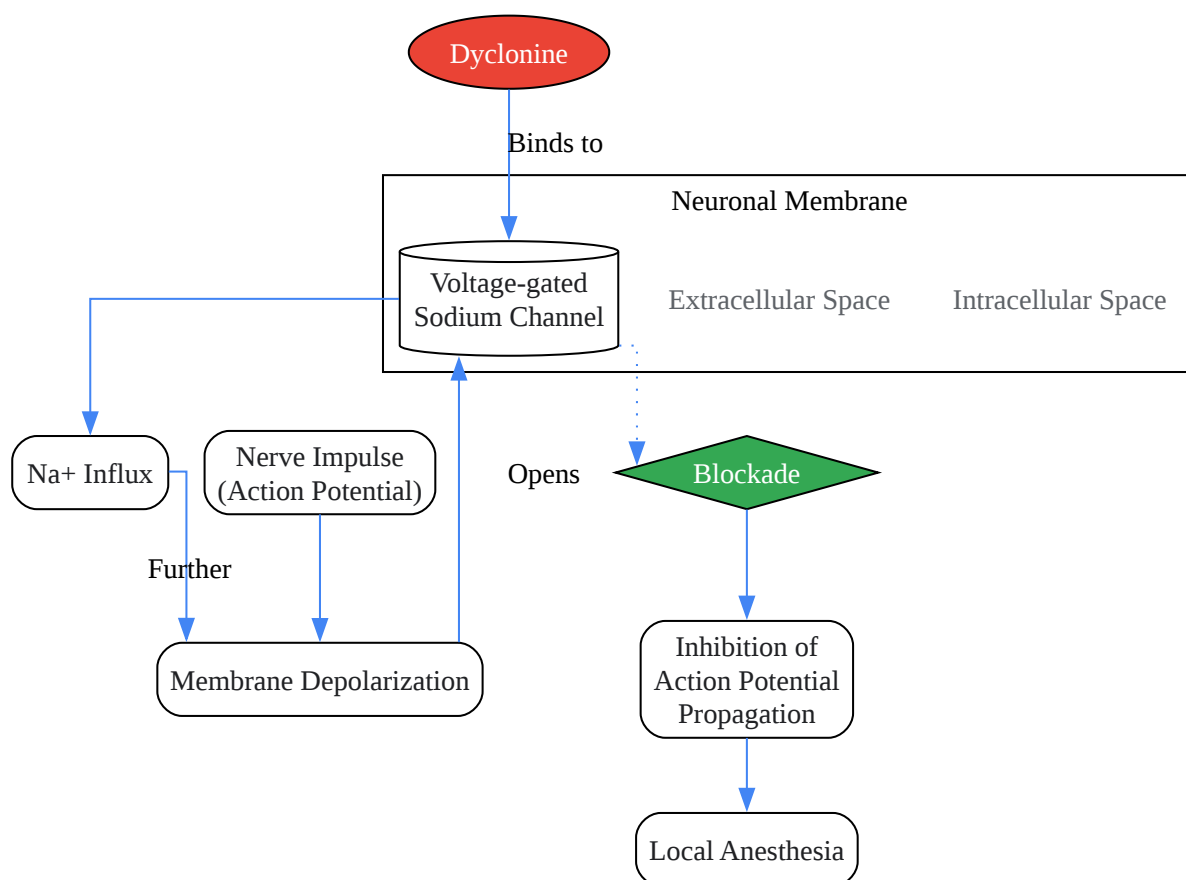 Dyclonine
Binds to
Neuronal Membrane
Voltage-gated
Sodium Channel
Extracellular Space
Intracellular Space
Na+ Influx
Nerve Impulse
(Action Potential)
Opens
Blockade
Further
Membrane Depolarization
Inhibition of
Action Potential
Propagation
Local Anesthesia